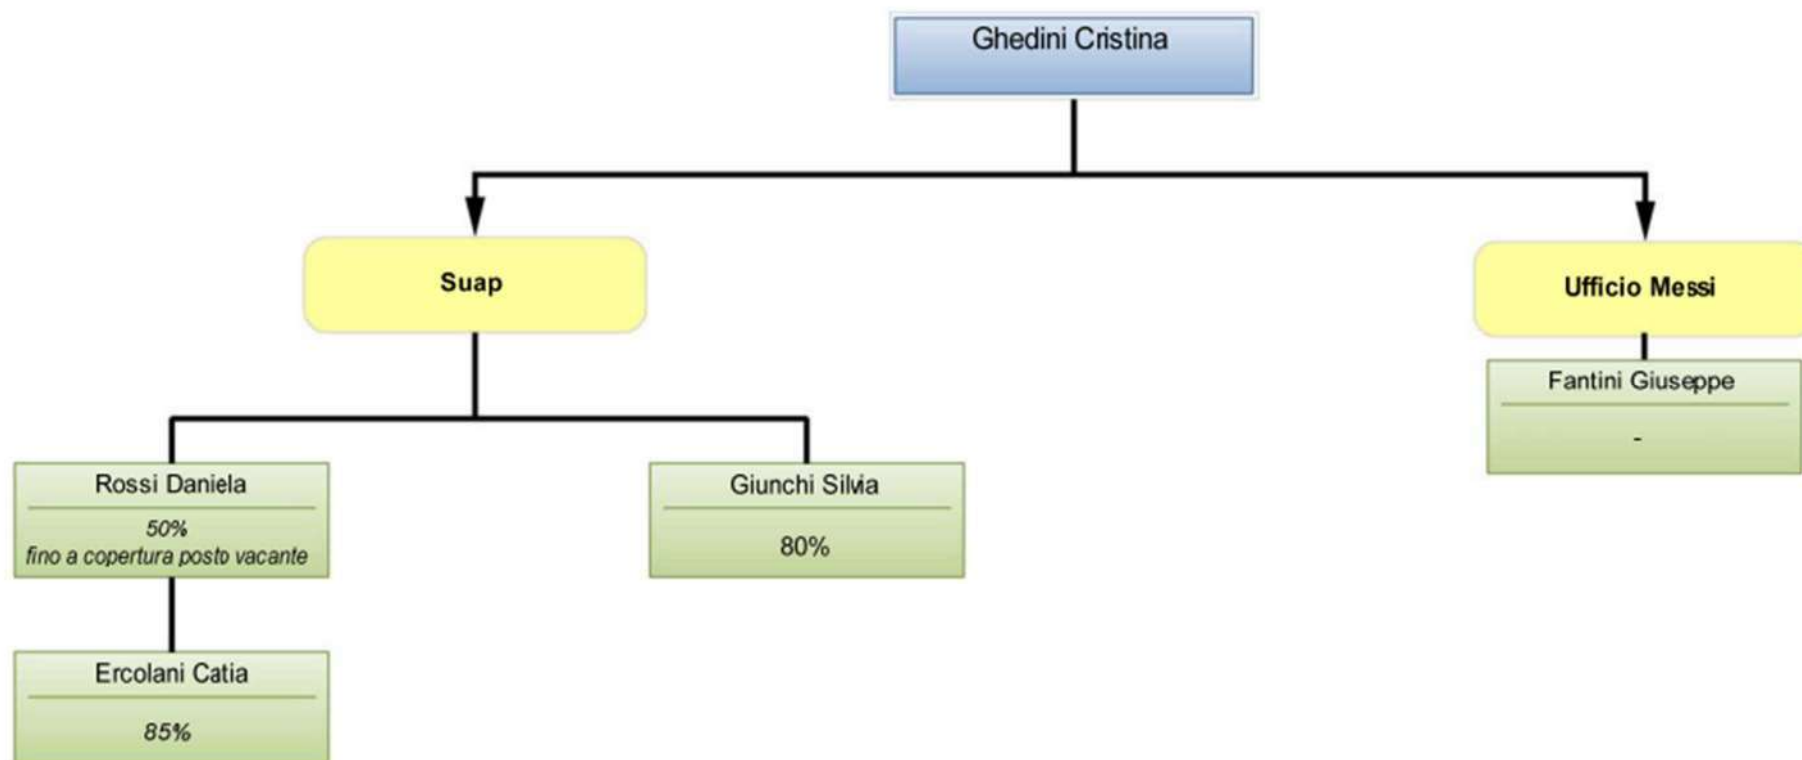 Ghedini Cristina
Suap
Ufficio Messi
Fantini Giuseppe
-
Rossi Daniela
50%
fino a copertura posto vacante
Giunchi Silvia
80%
Ercolani Catia
85%